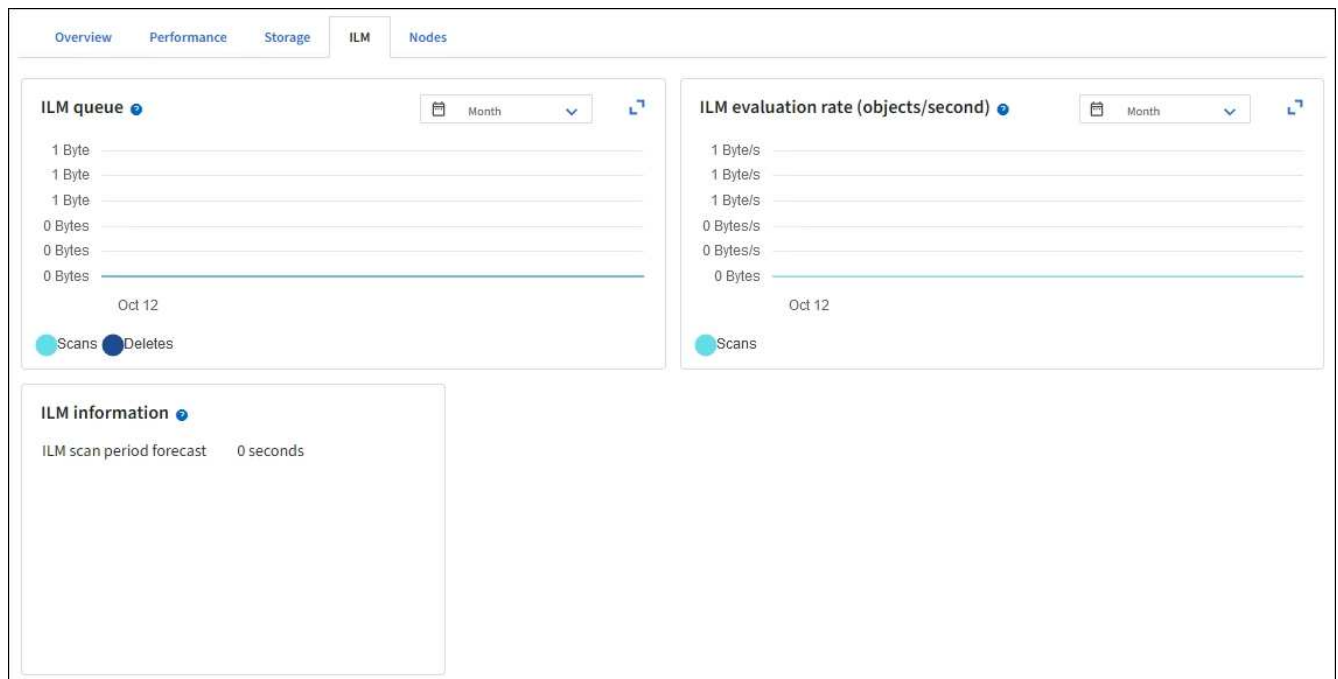 Overview Performance Storage ILM Nodes
ILM queue ?
Month
1 Byte
1 Byte
1 Byte
0 Bytes
0 Bytes
0 Bytes
Oct 12
Scans Deletes
ILM evaluation rate (objects/second) ?
Month
1 Byte/s
1 Byte/s
1 Byte/s
0 Bytes/s
0 Bytes/s
0 Bytes
Oct 12
Scans
ILM information ?
ILM scan period forecast 0 seconds